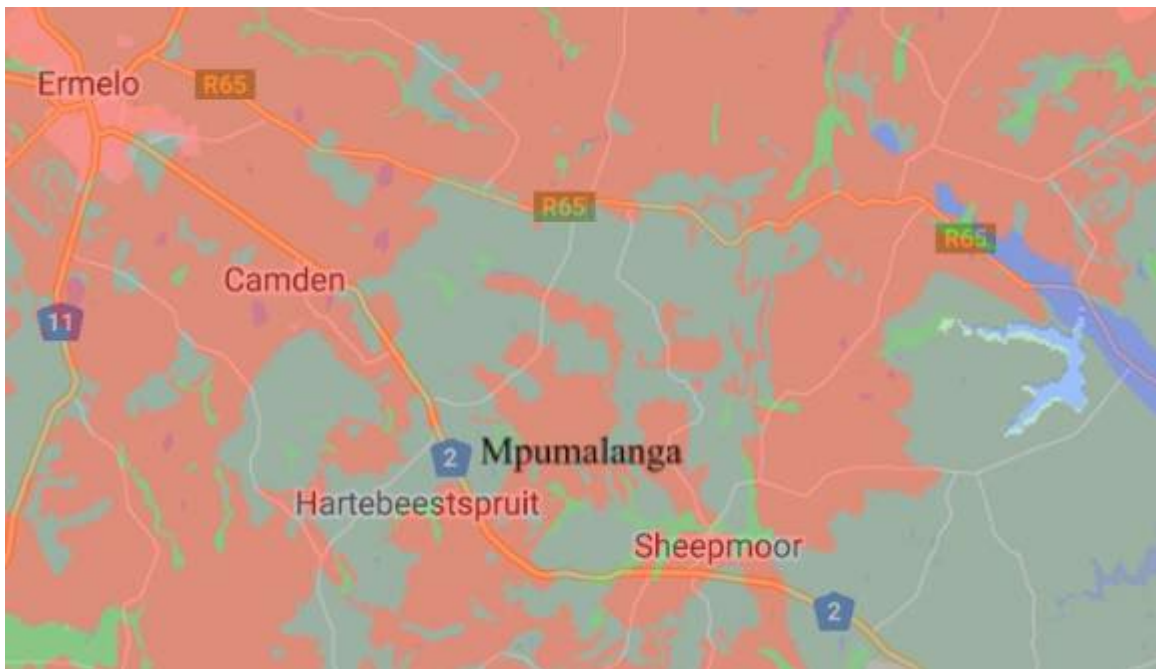 Ermelo
R65
R65
R65
Camden
11
2
Mpumalanga
Hartebeestspruit
Sheepmoor
2